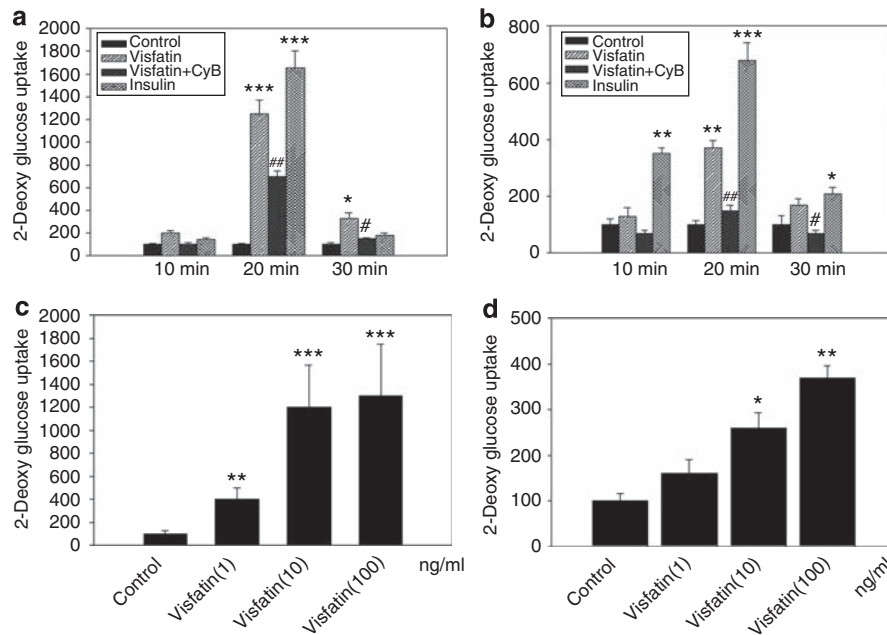 a
2-Deoxy glucose uptake
2000
1800
1600
1400
1200
1000
800
600
400
200
0
Control
Visfatin
Visfatin+CyB
Insulin
***
***
##
*
#
10 min 20 min 30 min
b
2-Deoxy glucose uptake
800
600
400
200
0
Control
Visfatin
Visfatin+CyB
Insulin
**
**
##
***
#
*
10 min 20 min 30 min
c
2-Deoxy glucose uptake
2000
1800
1600
1400
1200
1000
800
600
400
200
0
**
***
***
Control Visfatin(1) Visfatin(10) Visfatin(100) ng/ml
d
2-Deoxy glucose uptake
500
400
300
200
100
0
*
**
Control Visfatin(1) Visfatin(10) Visfatin(100) ng/ml